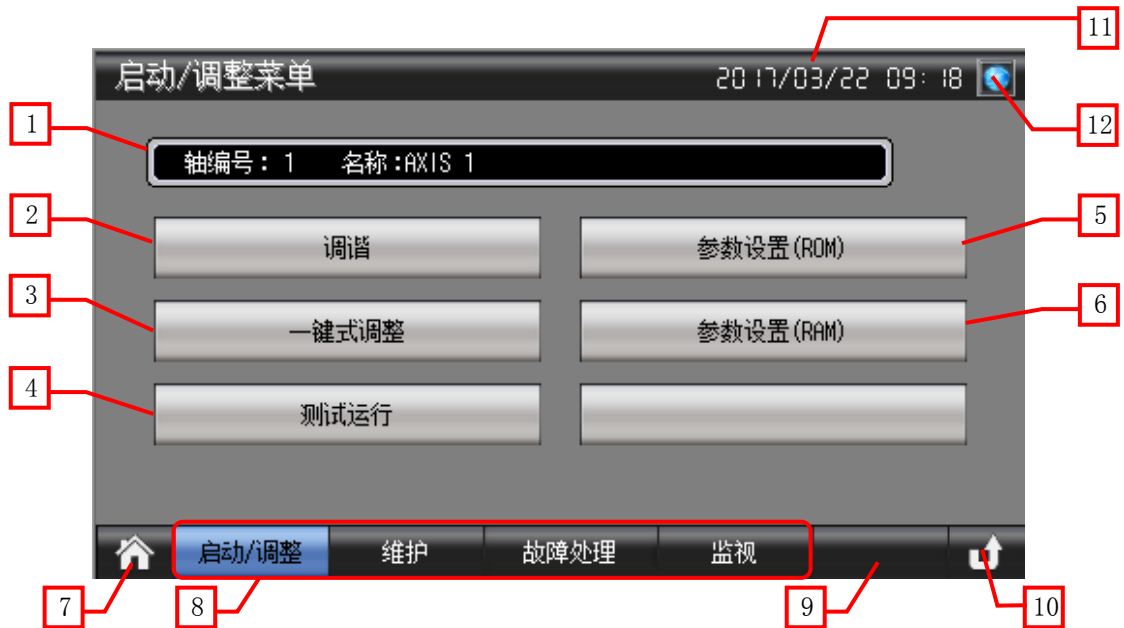 11
启动/调整菜单
2017/03/22 09:18
1
12
轴编号：1 名称:AXIS 1
2
调谐
参数设置(ROM)
5
3
一键式调整
参数设置(RAM)
6
4
测试运行
启动/调整
维护
故障处理
监视
7
8
9
10